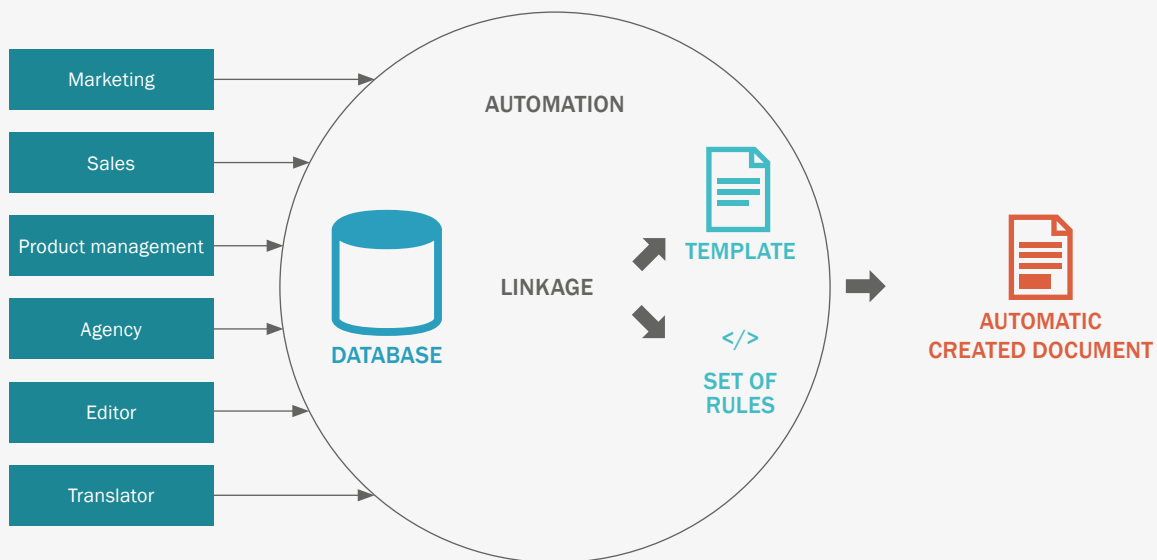 Marketing
Sales
Product management
Agency
Editor
Translator
AUTOMATION
DATABASE
LINKAGE
TEMPLATE
</>
SET OF
RULES
AUTOMATIC
CREATED DOCUMENT